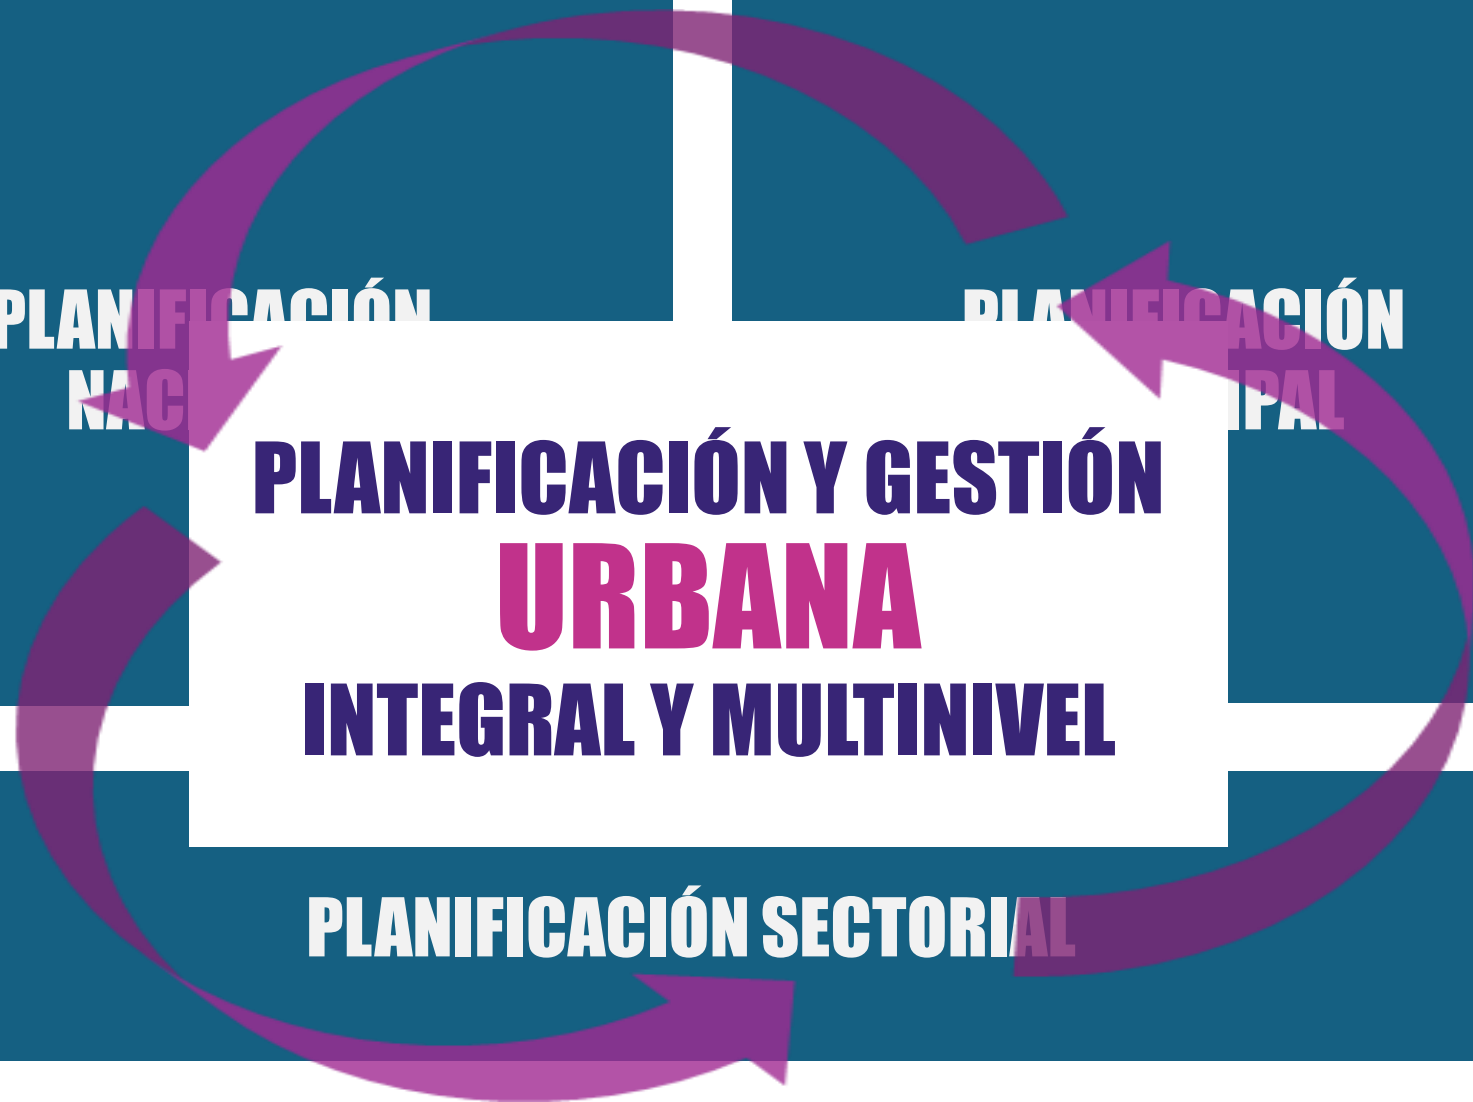 PLANIFICACIÓN
PLANIFICACIÓN
PLANIFICACIÓN Y GESTIÓN
URBANA
INTEGRAL Y MULTINIVEL
PLANIFICACIÓN SECTORIAL